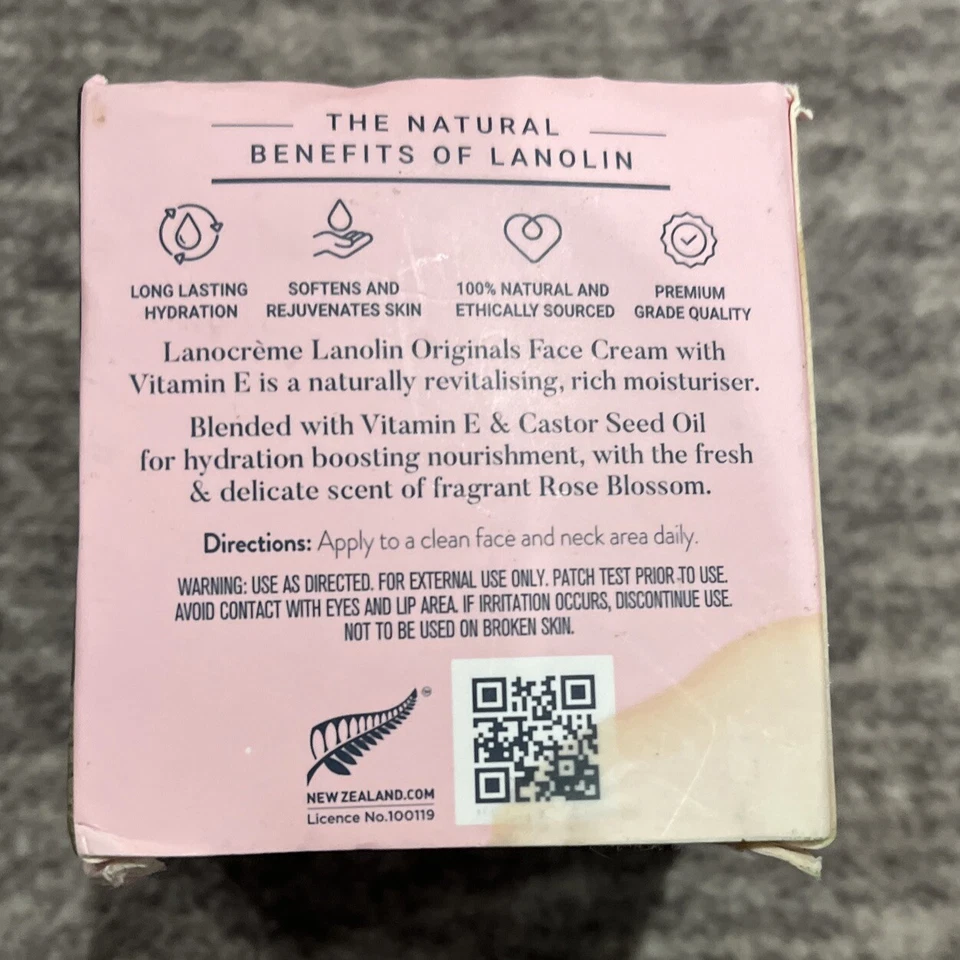 THE NATURAL
BENEFITS OF LANOLIN
LONG LASTING
HYDRATION
SOFTENS AND
REJUVENATES SKIN
100% NATURAL AND
ETHICALLY SOURCED
PREMIUM
GRADE QUALITY
Lanocrème Lanolin Originals Face Cream with
Vitamin E is a naturally revitalising, rich moisturiser.
Blended with Vitamin E & Castor Seed Oil
for hydration boosting nourishment, with the fresh
& delicate scent of fragrant Rose Blossom.
Directions: Apply to a clean face and neck area daily.
WARNING: USE AS DIRECTED. FOR EXTERNAL USE ONLY. PATCH TEST PRIOR TO USE.
AVOID CONTACT WITH EYES AND LIP AREA. IF IRRITATION OCCURS, DISCONTINUE USE.
NOT TO BE USED ON BROKEN SKIN.
TM
NEWZEALAND.COM
Licence No.100119